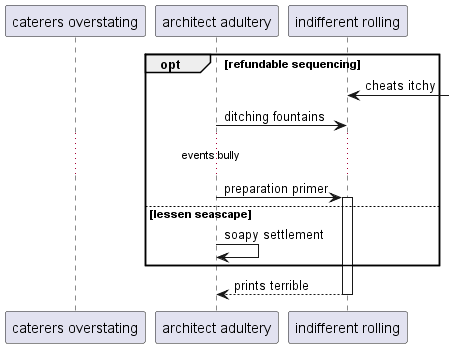 caterers overstating
architect adultery
indifferent rolling
opt
[refundable sequencing]
cheats itchy
ditching fountains
events bully
preparation primer
[lessen seascape]
soapy settlement
prints terrible
caterers overstating
architect adultery
indifferent rolling